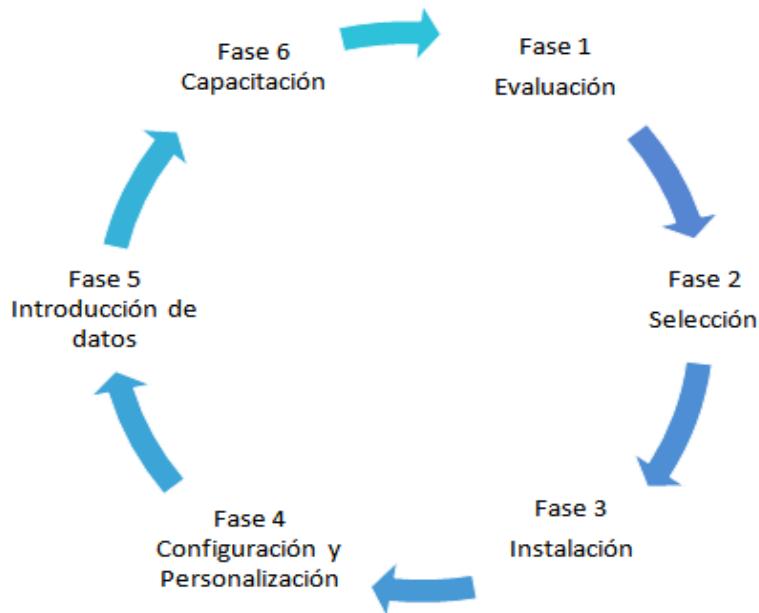 Fase 1
Evaluación
Fase 2
Selección
Fase 3
Instalación
Fase 4
Configuración y
Personalización
Fase 5
Introducción de
datos
Fase 6
Capacitación